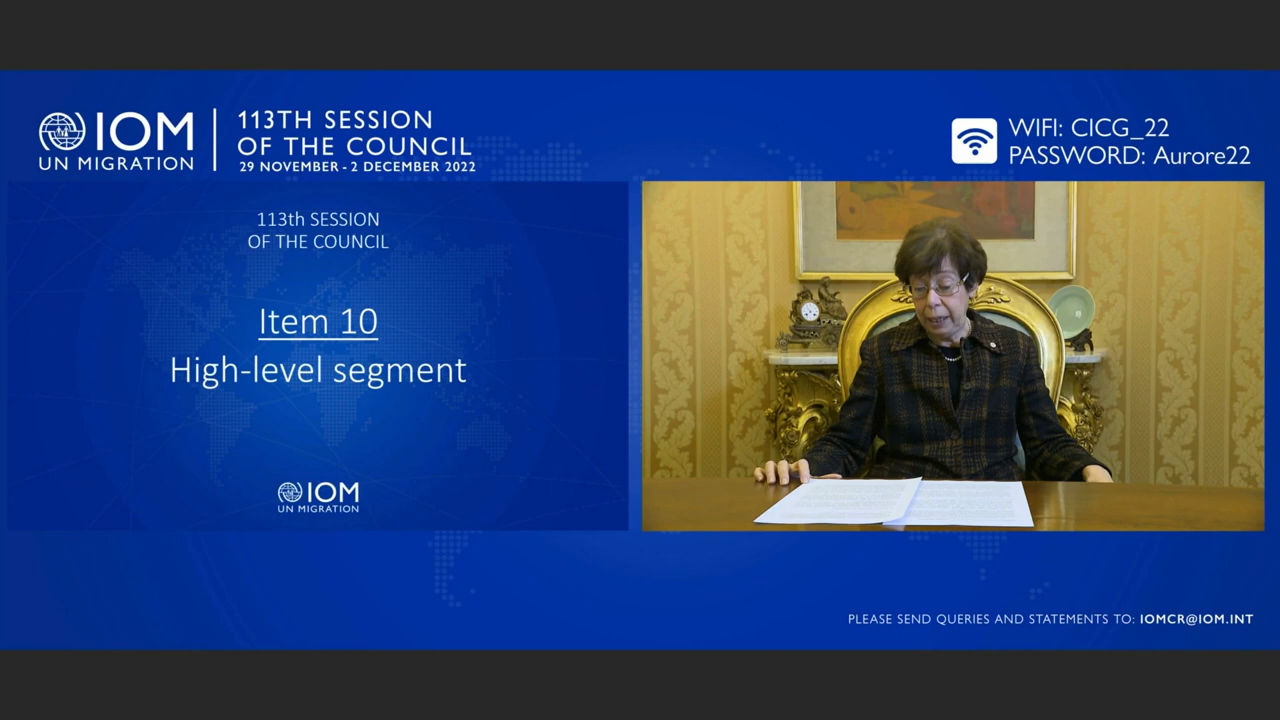 IOM
UN MIGRATION
113TH SESSION
OF THE COUNCIL
29 NOVEMBER - 2 DECEMBER 2022
WIFI: CICG_22
PASSWORD: Aurore22
113th SESSION
OF THE COUNCIL
Item 10
High-level segment
IOM
UN MIGRATION
PLEASE SEND QUERIES AND STATEMENTS TO: IOMCR@IOM.INT